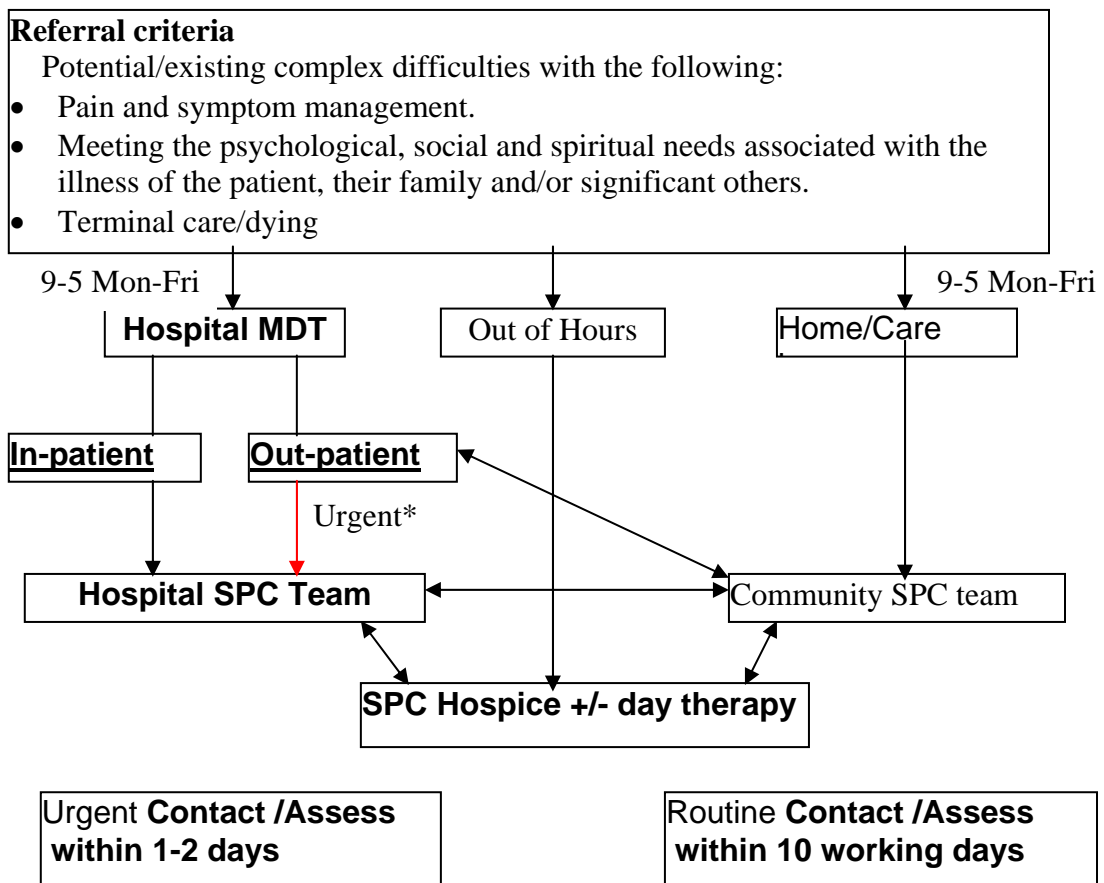 Referral criteria
Potential/existing complex difficulties with the following:
• Pain and symptom management.
• Meeting the psychological, social and spiritual needs associated with the
illness of the patient, their family and/or significant others.
• Terminal care/dying
9-5 Mon-Fri
9-5 Mon-Fri
Hospital MDT
Out of Hours
Home/Care
In-patient
Out-patient
Urgent*
Hospital SPC Team
Community SPC team
SPC Hospice +/- day therapy
Urgent Contact /Assess
within 1-2 days
Routine Contact /Assess
within 10 working days